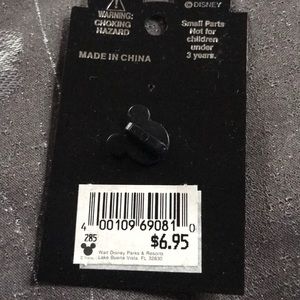 WARNING:
CHOKING
HAZARD
© DISNEY
Small Parts
Not for
children
under
3 years.
MADE IN CHINA
4 00109 69081 0
285
$6.95
Walt Disney Parks & Resorts
Lake Buena Vista, FL 32830